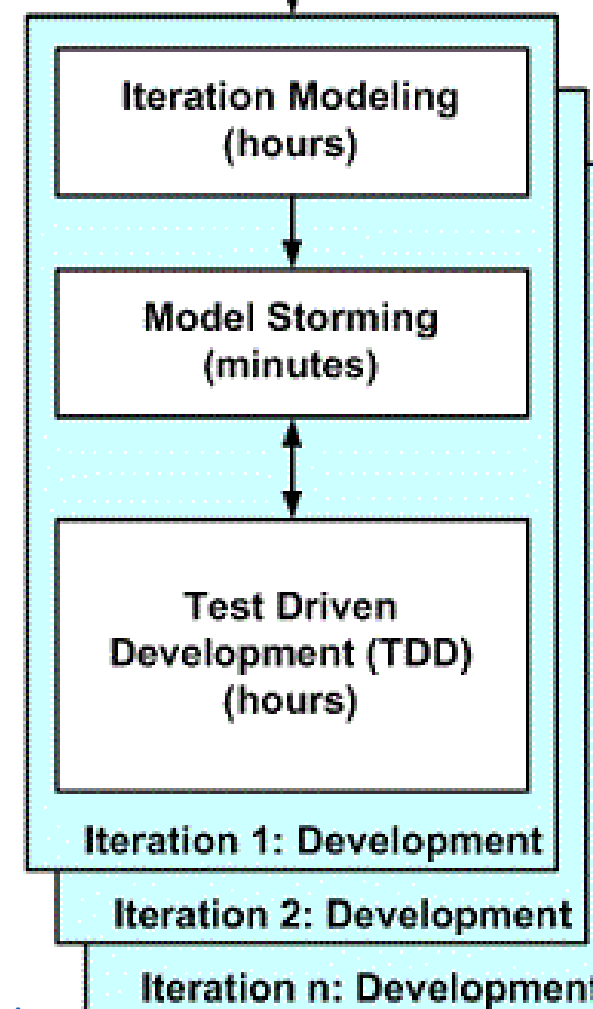 Iteration Modeling
(hours)
Model Storming
(minutes)
Test Driven
Development (TDD)
(hours)
Iteration 1: Development
Iteration 2: Development
Iteration n: Development